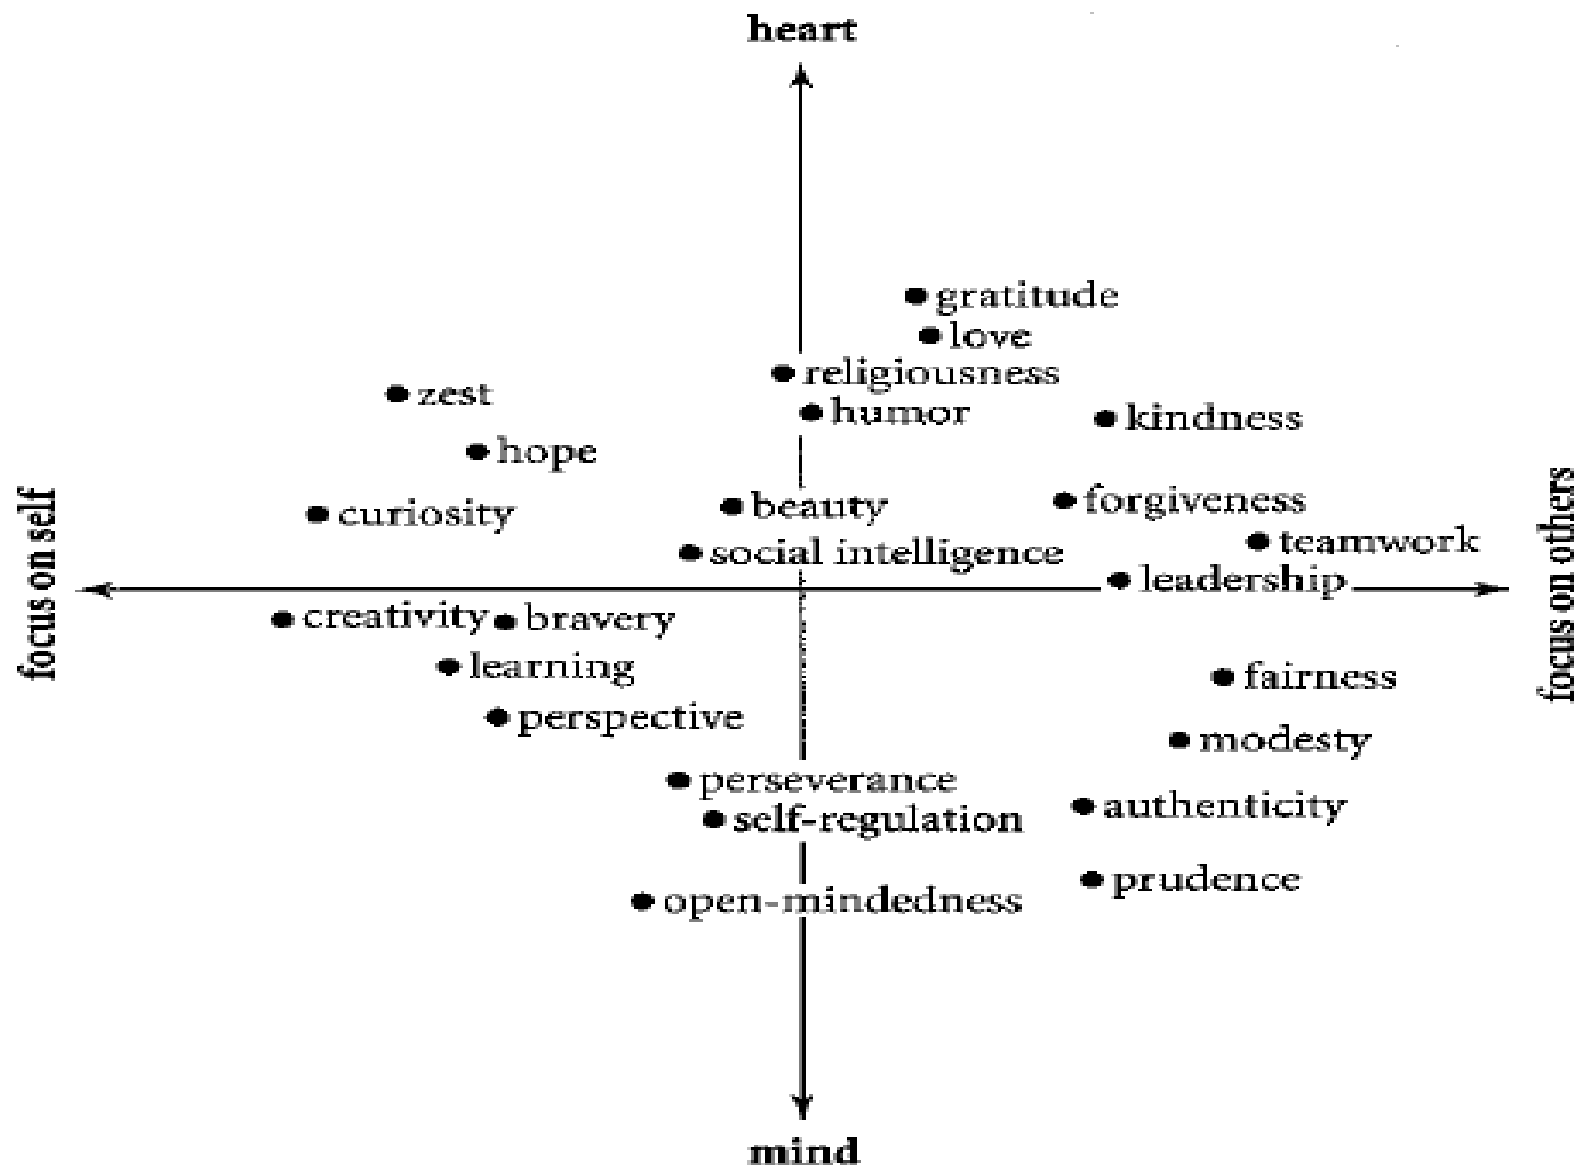 heart
gratitude
love
religiousness
zest
humor
kindness
hope
forgiveness
beauty
curiosity
teamwork
social intelligence
focus on self
leadership
focus on others
creativity
bravery
learning
fairness
perspective
modesty
perseverance
authenticity
self-regulation
prudence
open-mindedness
mind